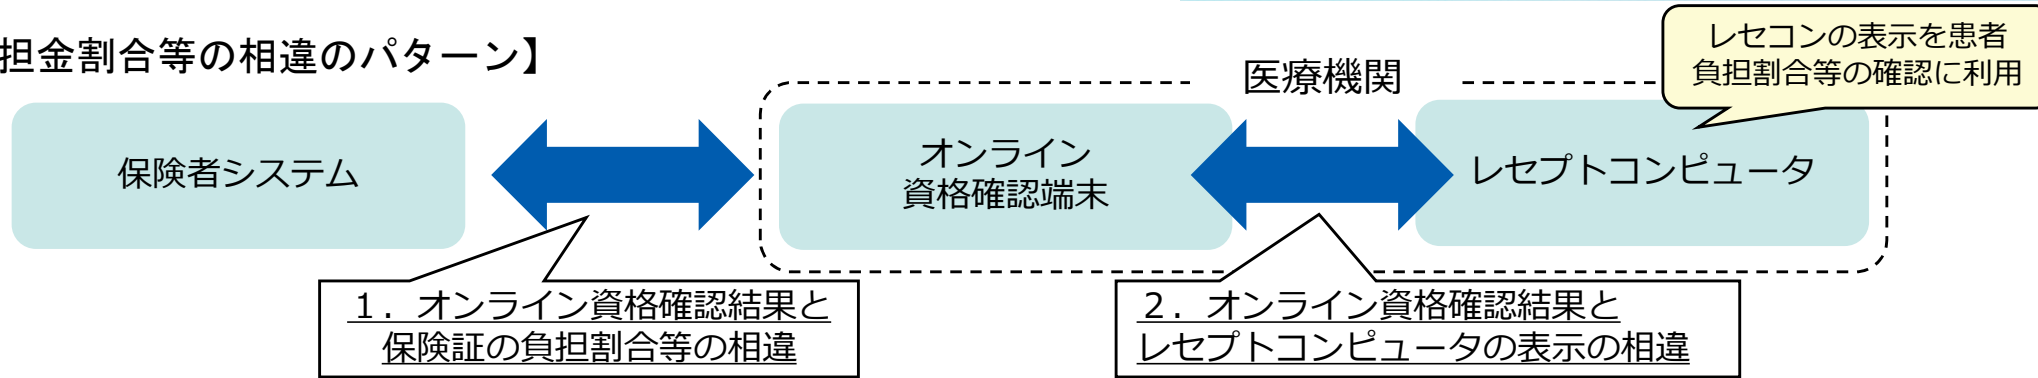 担金割合等の相違のパターン】
レセコンの表示を患者
負担割合等の確認に利用
医療機関
保険者システム
オンライン
資格確認端末
レセプトコンピュータ
１．オンライン資格確認結果と
保険証の負担割合等の相違
２．オンライン資格確認結果と
レセプトコンピュータの表示の相違